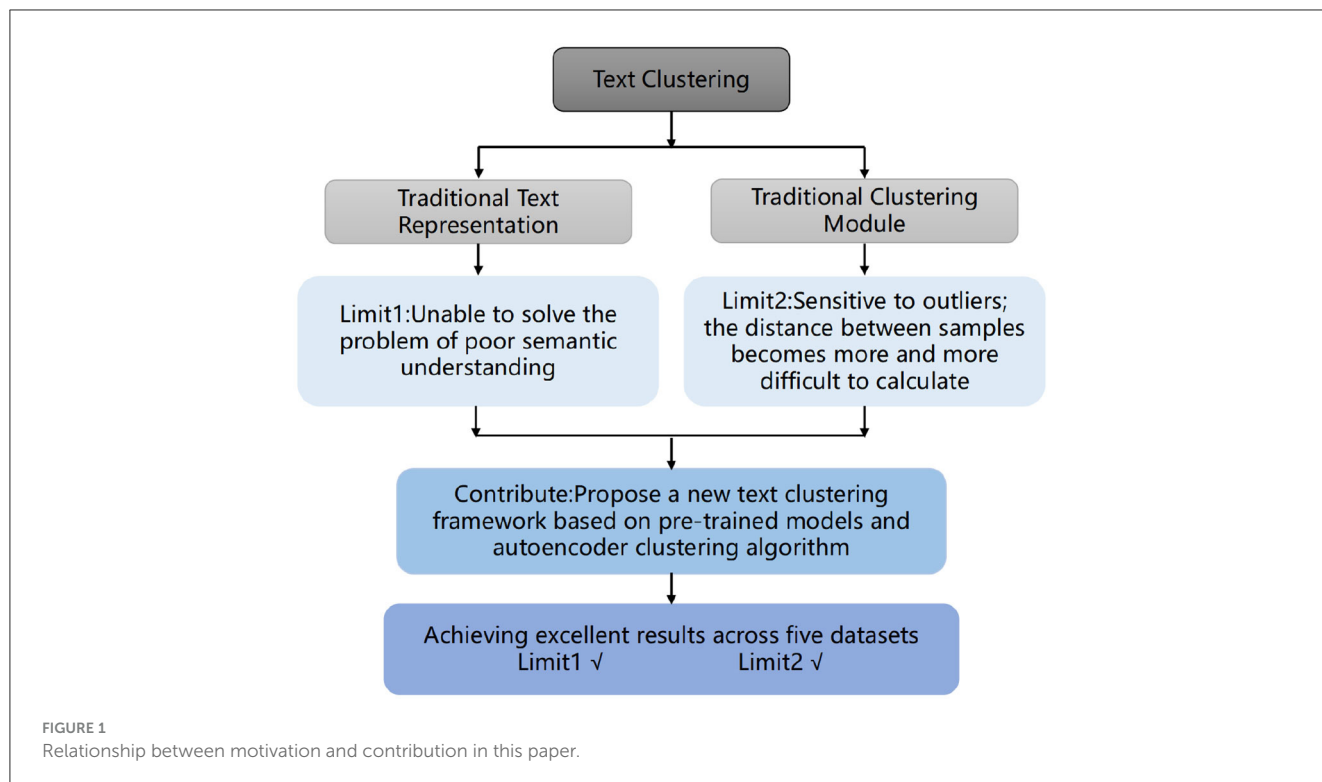 Text Clustering
Traditional Text
Representation
Traditional Clustering
Module
Limit1:Unable to solve the
problem of poor semantic
understanding
Limit2:Sensitive to outliers;
the distance between samples
becomes more and more
difficult to calculate
Contribute:Propose a new text clustering
framework based on pre-trained models and
autoencoder clustering algorithm
Achieving excellent results across five datasets
Limit1 √ Limit2 √
FIGURE 1
Relationship between motivation and contribution in this paper.